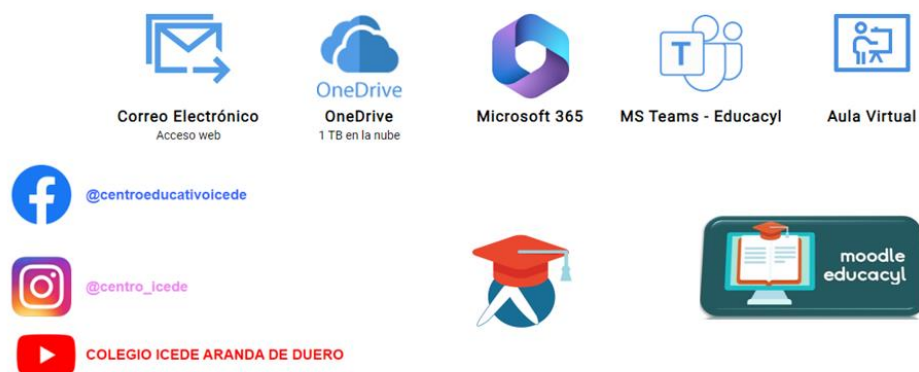 OneDrive
Correo Electrónico
Acceso web
OneDrive
1 TB en la nube
Microsoft 365
T
MS Teams - Educacyl
Aula Virtual
@centroeducativoicede
@centro_icede
COLEGIO ICEDE ARANDA DE DUERO
moodle
educacyl